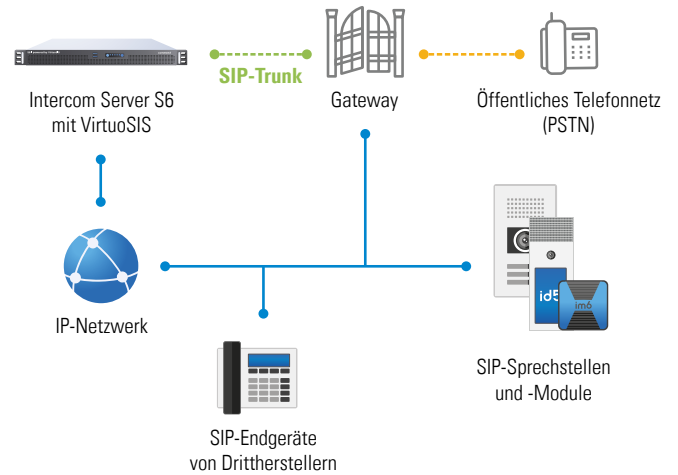 SIP-Trunk
Intercom Server S6
mit VirtuoSIS
Gateway
Öffentliches Telefonnetz
(PSTN)
IP-Netzwerk
id5
im6
SIP-Sprechstellen
und -Module
SIP-Endgeräte
von Drittherstellern